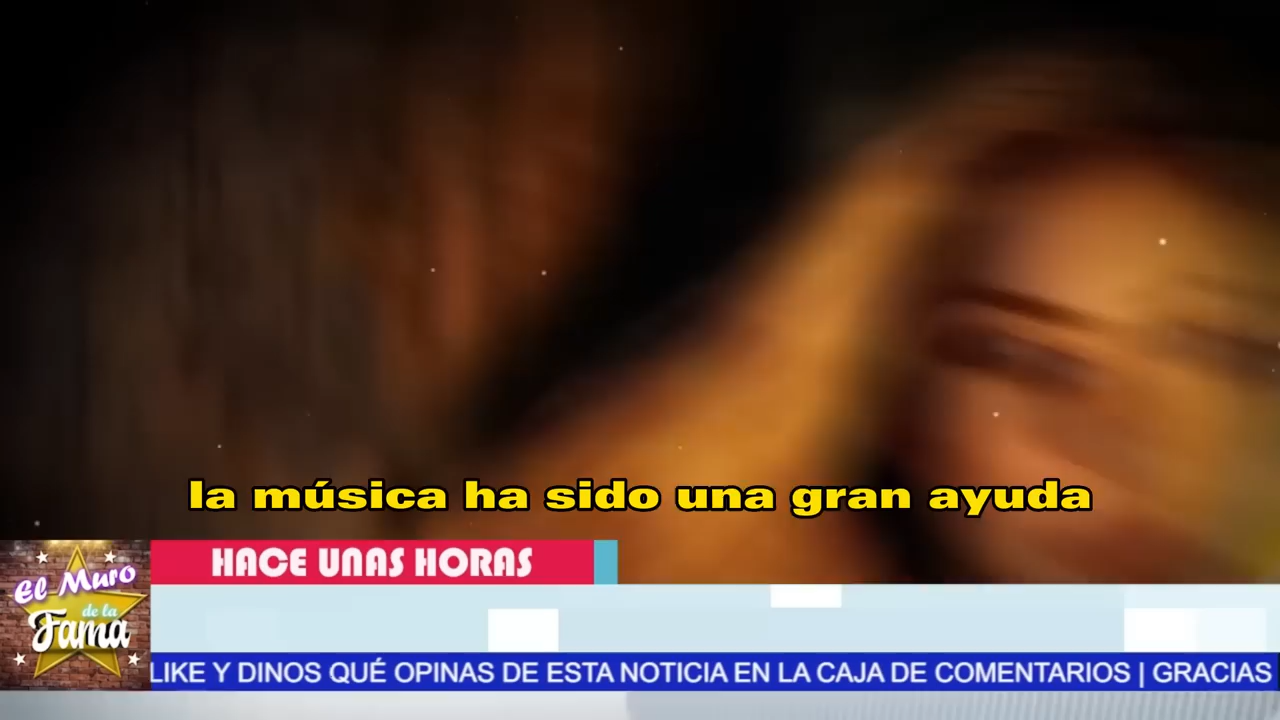 la música ha sido una gran ayuda
HACE UNAS HORAS
El Muro
de la
Fama
LIKE Y DINOS QUÉ OPINAS DE ESTA NOTICIA EN LA CAJA DE COMENTARIOS | GRACIAS